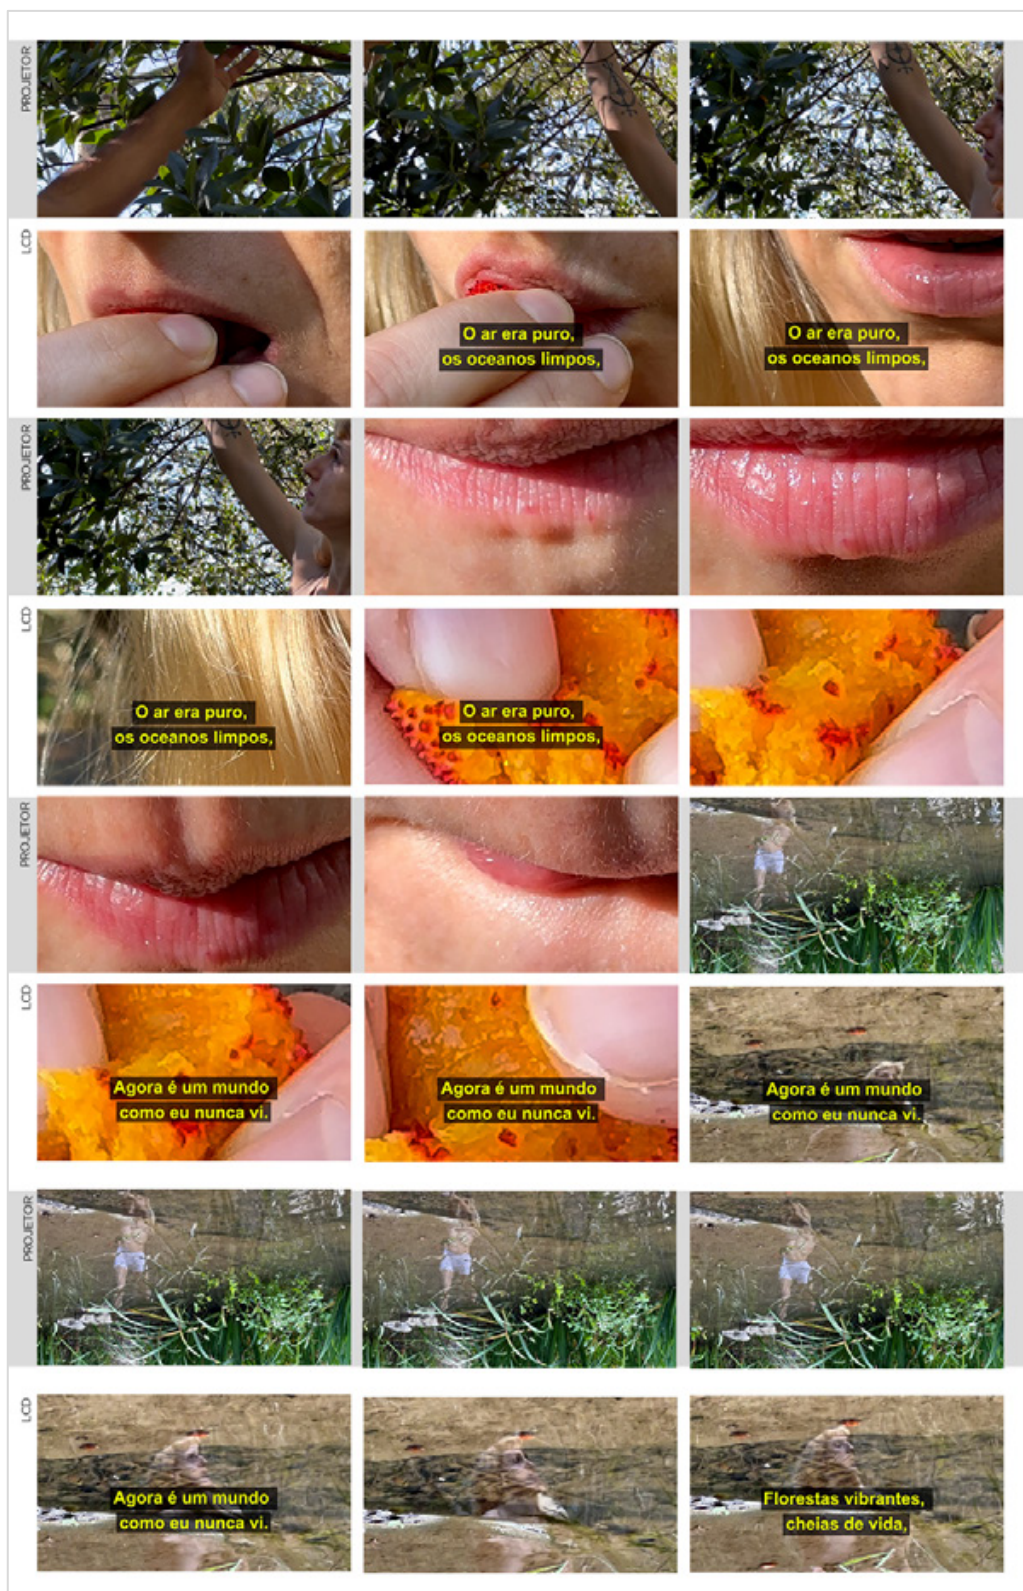 PROJETOR
LCD
O ar era puro,
os oceanos limpos,
O ar era puro,
os oceanos limpos,
PROJETOR
LCD
O ar era puro,
os oceanos limpos,
O ar era puro,
os oceanos limpos,
PROJETOR
LCD
Agora é um mundo
como eu nunca vi.
Agora é um mundo
como eu nunca vi.
Agora é um mundo
como eu nunca vi.
PROJETOR
LCD
Agora é um mundo
como eu nunca vi.
Florestas vibrantes,
cheias de vida,